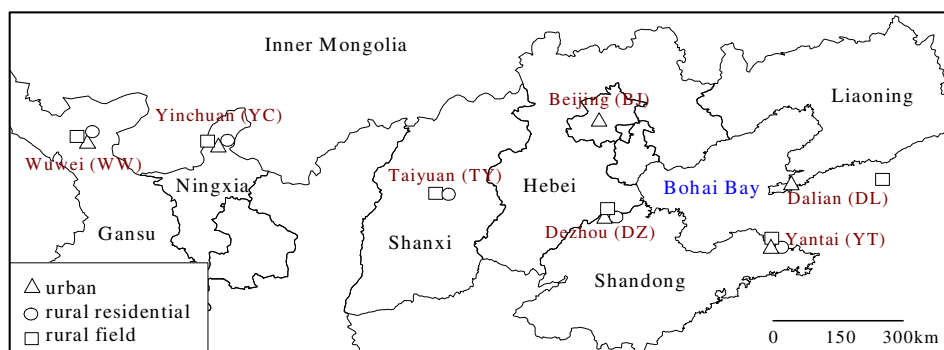 Inner Mongolia
Beijing (BJ)
Liaoning
Yinchuan (YC)
Wuwei (WW)
Taiyuan (TY)
Ningxia
Hebei
Bohai Bay
Dalian (DL)
Gansu
Shanxi
Dezhou (DZ)
Yantai (YT)
Shandong
urban
rural residential
rural field
0 150 300km